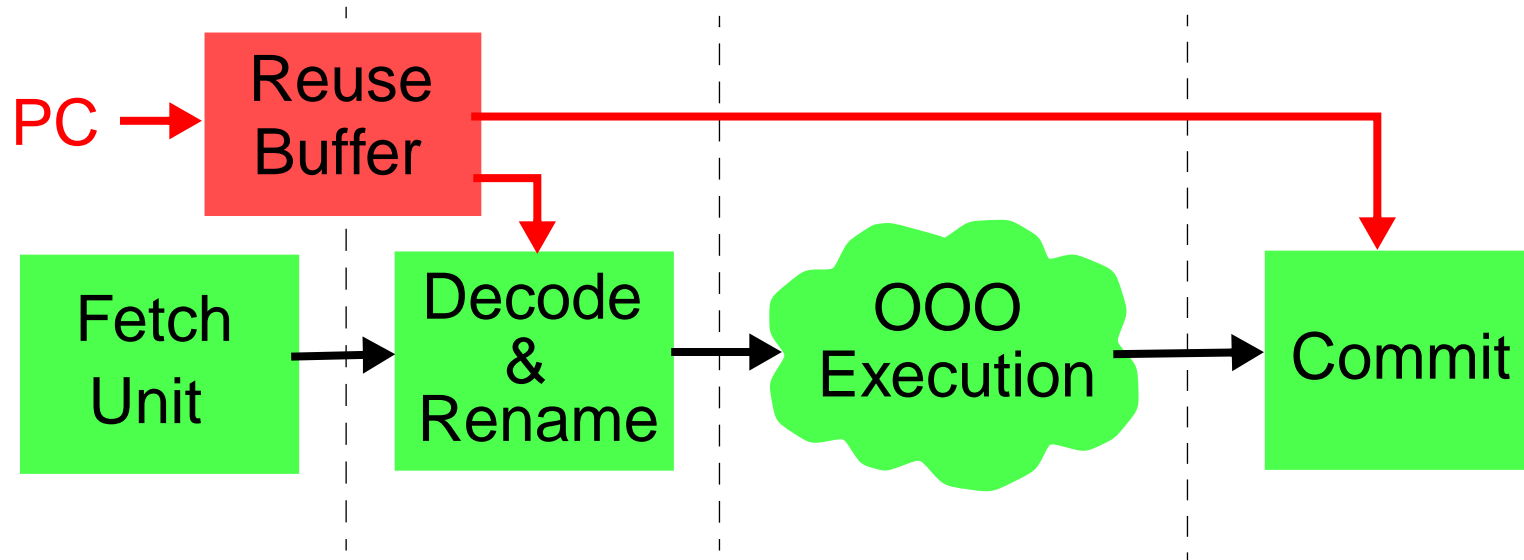 PC
Reuse
Buffer
Fetch
Unit
Decode
&
Rename
OOO
Execution
Commit